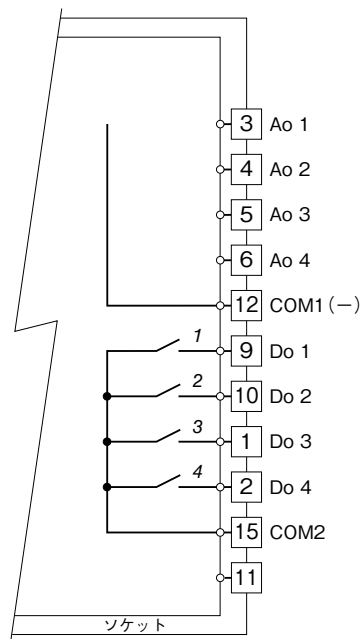 3 Ao 1
4 Ao 2
5 Ao 3
6 Ao 4
12 COM1(−)
1 9 Do 1
2 10 Do 2
3 1 Do 3
4 2 Do 4
15 COM2
11
ソケット